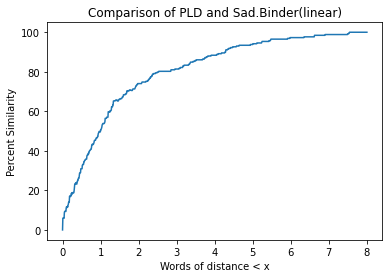 Comparison of PLD and Sad.Binder(linear)
100
80
60
40
20
0
Percent Similarity
0 1 2 3 4 5 6 7 8
Words of distance < x